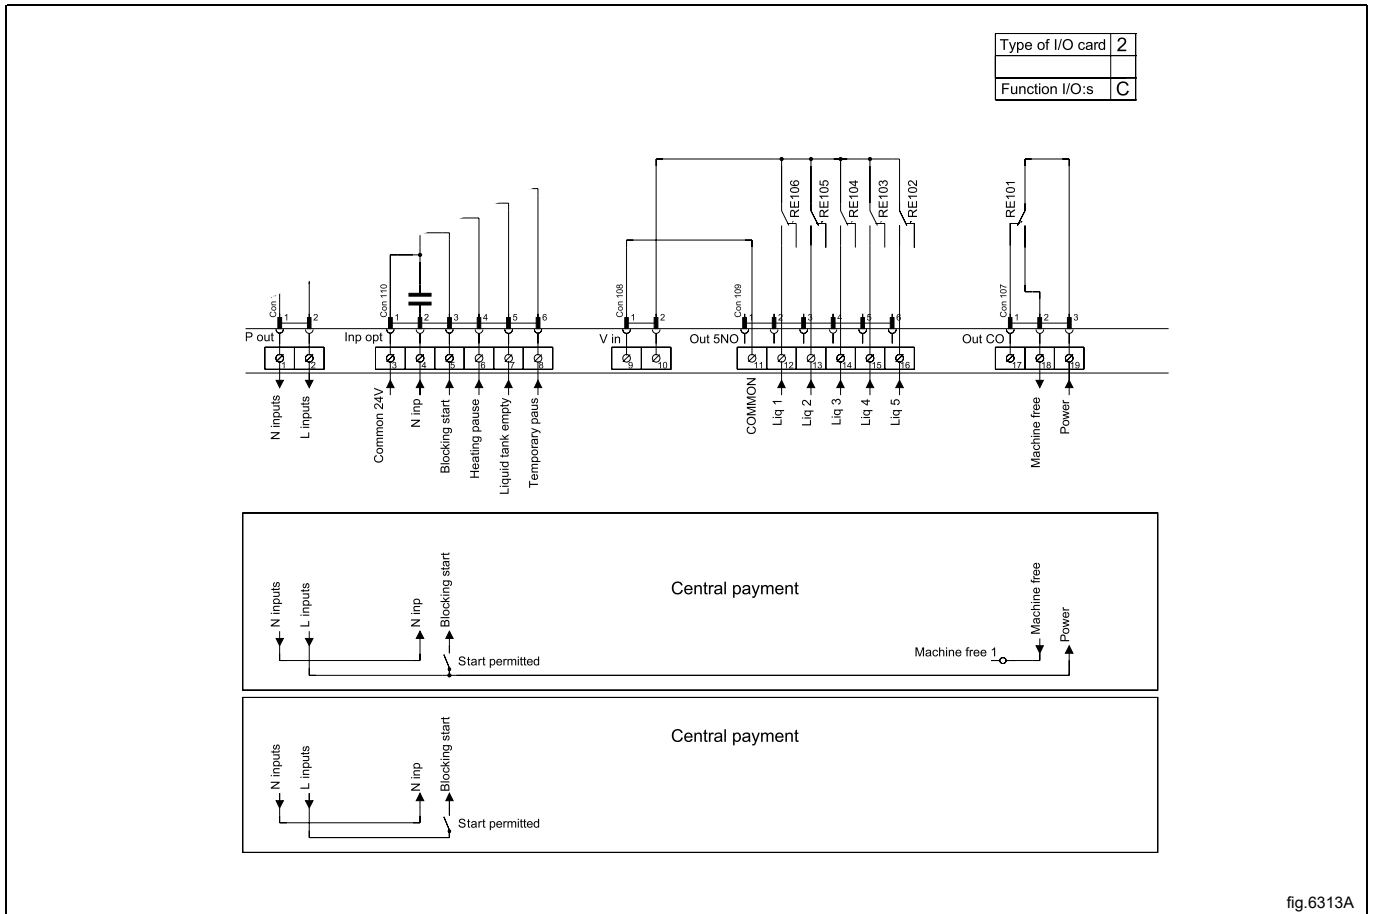 Type of I/O card 2
Function I/O:s C
RE106
RE105
RE104
RE103
RE102
RE101
Con
Con 110
Con 108
Con 109
Con 107
1 2
1 2 3 4 5 6
1 2
1 2 3 4 5 6
1 2 3
P out
Inp opt
V in
Out 5NO
Out CO
1 2
3 4 5 6 7 8
9 10
11 12 13 14 15 16
17 18 19
N inputs
L inputs
Common 24V
N inp
Blocking start
Heating pause
Liquid tank empty
Temporary paus
COMMON
Liq 1
Liq 2
Liq 3
Liq 4
Liq 5
Machine free
Power
Central payment
N inputs
L inputs
N inp
Blocking start
Start permitted
Machine free 1
Machine free
Power
Central payment
N inputs
L inputs
N inp
Blocking start
Start permitted
fig.6313A